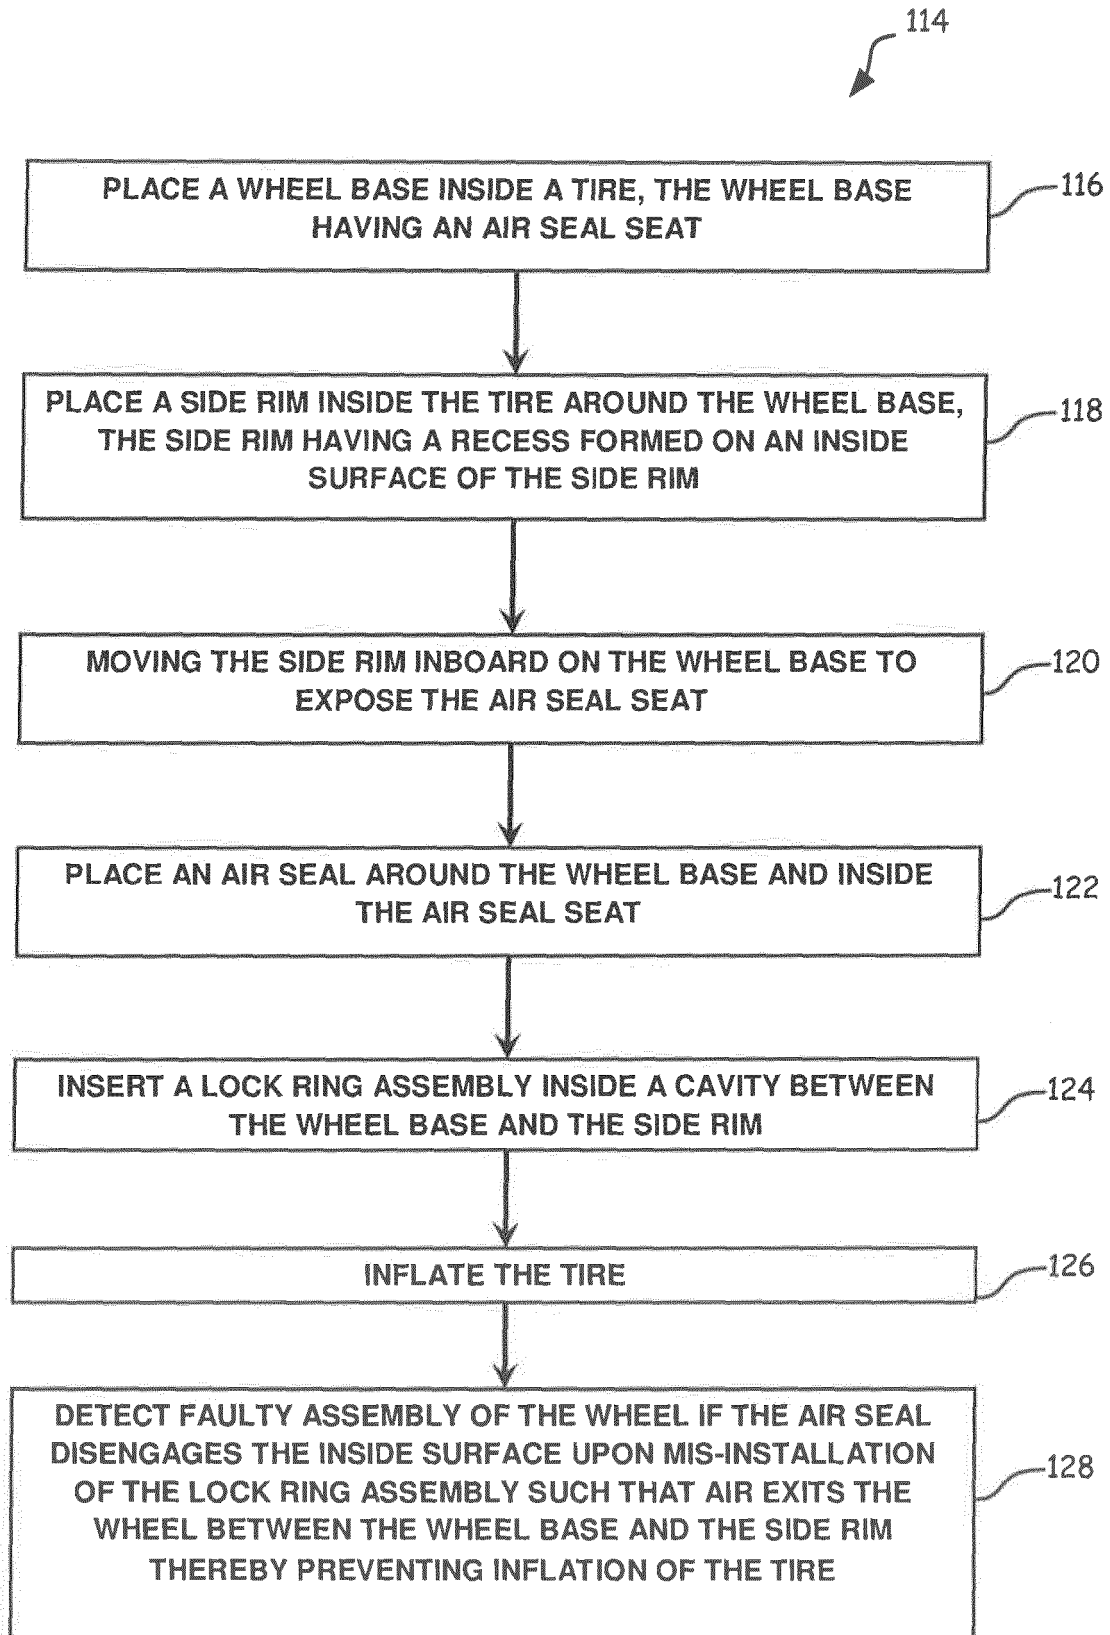 114
PLACE A WHEEL BASE INSIDE A TIRE, THE WHEEL BASE
HAVING AN AIR SEAL SEAT
116
PLACE A SIDE RIM INSIDE THE TIRE AROUND THE WHEEL BASE,
THE SIDE RIM HAVING A RECESS FORMED ON AN INSIDE
SURFACE OF THE SIDE RIM
118
MOVING THE SIDE RIM INBOARD ON THE WHEEL BASE TO
EXPOSE THE AIR SEAL SEAT
120
PLACE AN AIR SEAL AROUND THE WHEEL BASE AND INSIDE
THE AIR SEAL SEAT
122
INSERT A LOCK RING ASSEMBLY INSIDE A CAVITY BETWEEN
THE WHEEL BASE AND THE SIDE RIM
124
INFLATE THE TIRE
126
DETECT FAULTY ASSEMBLY OF THE WHEEL IF THE AIR SEAL
DISENGAGES THE INSIDE SURFACE UPON MIS-INSTALLATION
OF THE LOCK RING ASSEMBLY SUCH THAT AIR EXITS THE
WHEEL BETWEEN THE WHEEL BASE AND THE SIDE RIM
THEREBY PREVENTING INFLATION OF THE TIRE
128